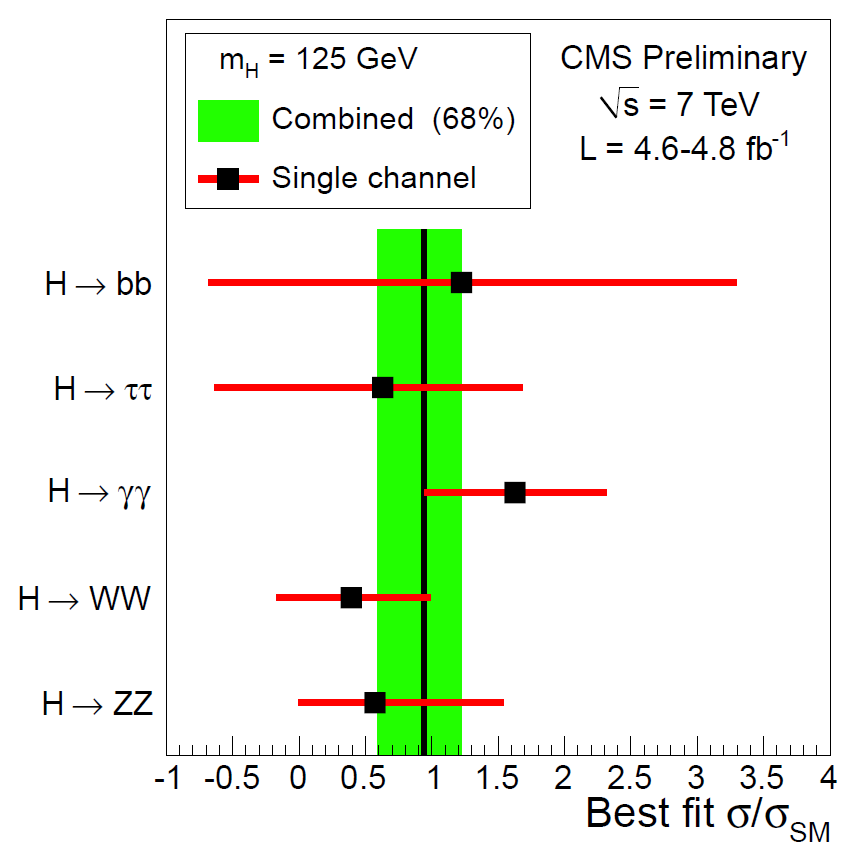 m_H = 125 GeV
Combined (68%)
Single channel
CMS Preliminary
√s = 7 TeV
L = 4.6-4.8 fb⁻¹
H → bb
H → ττ
H → γγ
H → WW
H → ZZ
-1 -0.5 0 0.5 1 1.5 2 2.5 3 3.5 4
Best fit σ/σ_SM